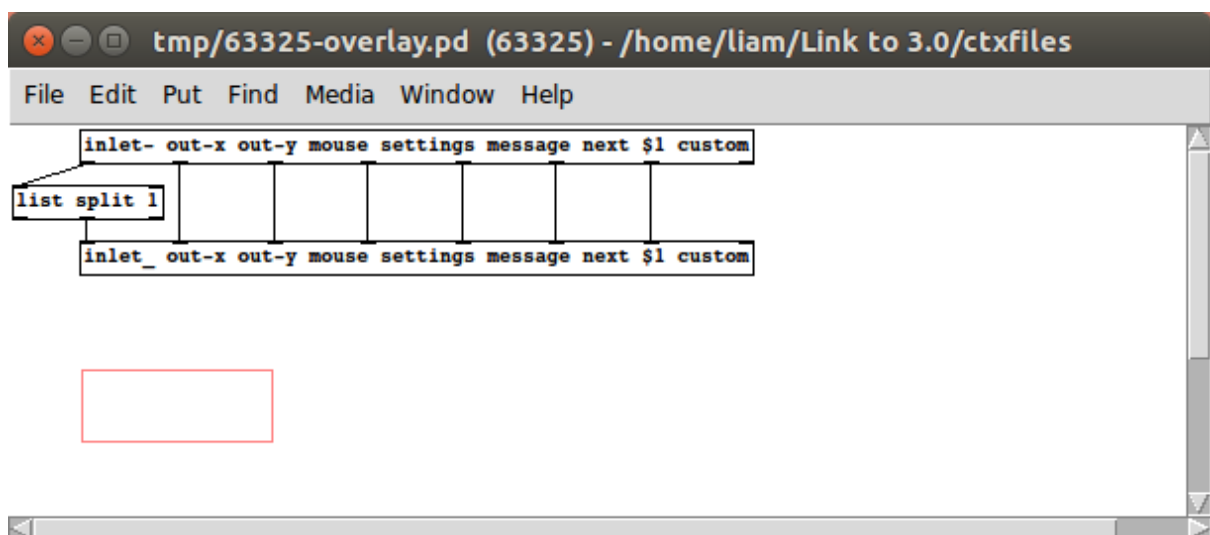 tmp/63325-overlay.pd (63325) - /home/liam/Link to 3.0/ctxfiles
File Edit Put Find Media Window Help
inlet- out-x out-y mouse settings message next $1 custom
list split 1
inlet_ out-x out-y mouse settings message next $1 custom